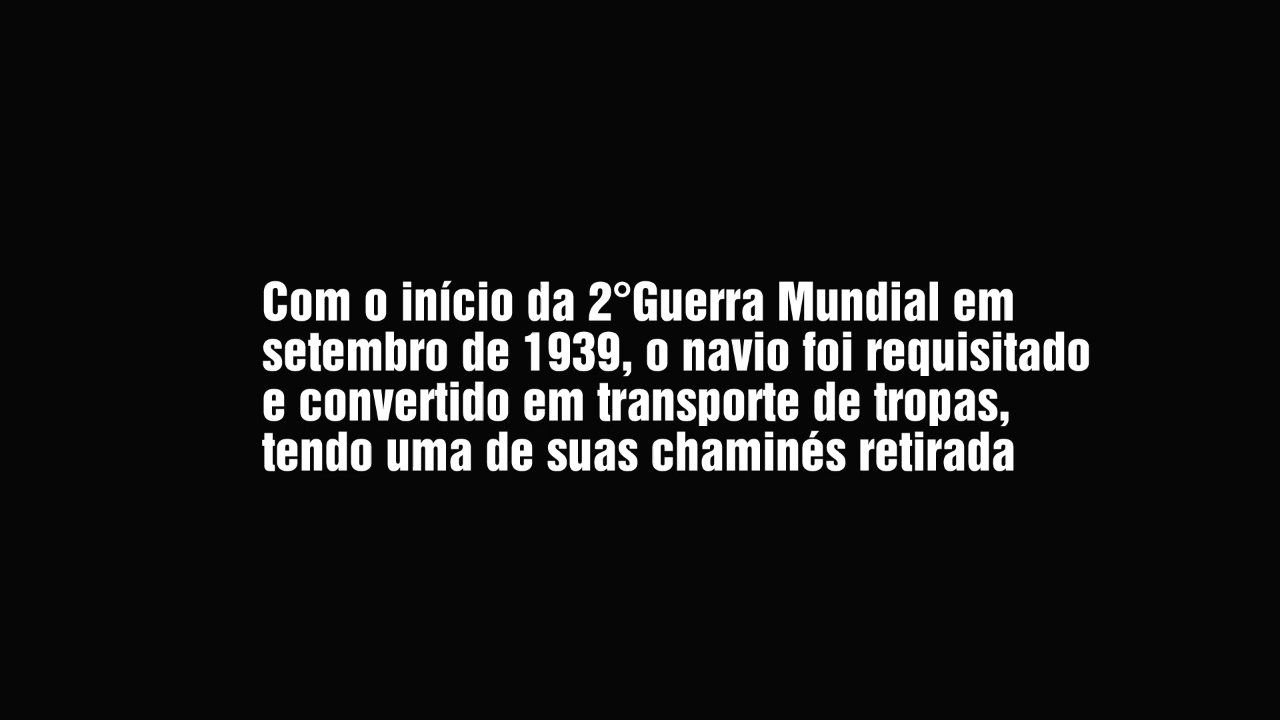 Com o início da 2°Guerra Mundial em
setembro de 1939, o navio foi requisitado
e convertido em transporte de tropas,
tendo uma de suas chaminés retirada